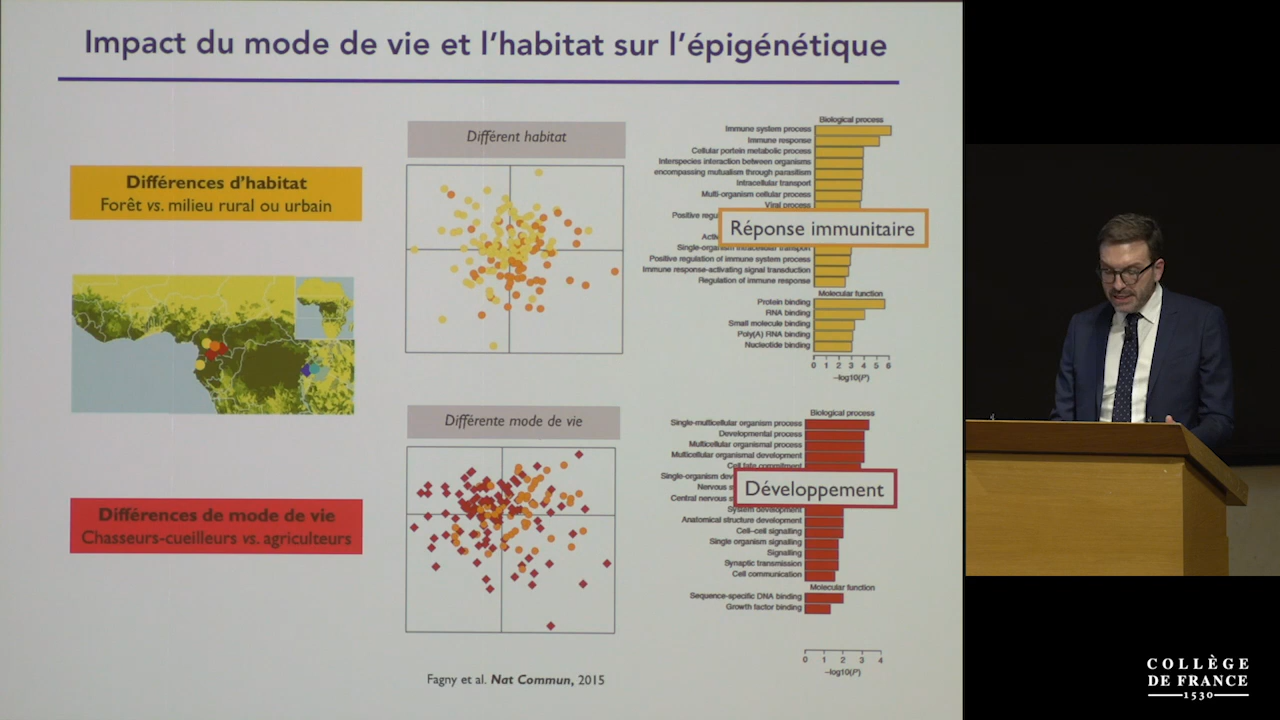 Impact du mode de vie et l'habitat sur l'épigénétique
Différences d'habitat
Forêt vs. milieu rural ou urbain
Différences de mode de vie
Chasseurs-cueilleurs vs. agriculteurs
Différent habitat
Différente mode de vie
Fagny et al. Nat Commun, 2015
Biological process
Immune system process
Immune response
Cellular portein metabolic process
Interspecies interaction between organisms
encompassing mutualism through parasitism
Intracellular transport
Multi-organism cellular process
Viral process
Positive regu
Réponse immunitaire
Single-organism intracellular transport
Positive regulation of immune system process
Immune response-activating signal transduction
Regulation of immune response
Molecular function
Protein binding
RNA binding
Small molecule binding
Poly(A) RNA binding
Nucleotide binding
0 1 2 3 4 5 6
–log10(P)
Biological process
Single-multicellular organism process
Developmental process
Multicellular organismal process
Multicellular organismal development
Cell fate commitment
Single-organism dev
Nervous s
Central nervous s
Développement
System development
Anatomical structure development
Cell–cell signalling
Single organism signalling
Signalling
Synaptic transmission
Cell communication
Molecular function
Sequence-specific DNA binding
Growth factor binding
0 1 2 3 4
–log10(P)
COLLÈGE
DE FRANCE
1530